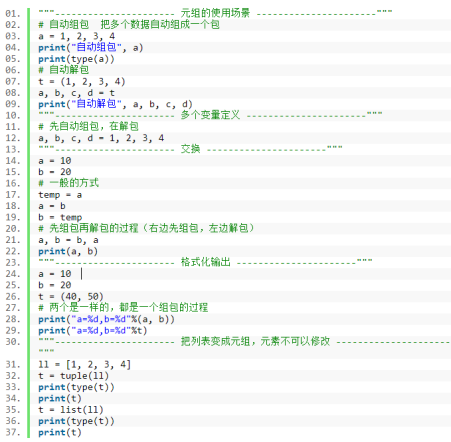 01. """----------------------- 元组的使用场景 -----------------------"""
02. # 自动组包  把多个数据自动组成一个包
03. a = 1, 2, 3, 4
04. print("自动组包", a)
05. print(type(a))
06. # 自动解包
07. t = (1, 2, 3, 4)
08. a, b, c, d = t
09. print("自动解包", a, b, c, d)
10. """----------------------- 多个变量定义 -----------------------"""
11. # 先自动组包，在解包
12. a, b, c, d = 1, 2, 3, 4
13. """----------------------- 交换 -----------------------"""
14. a = 10
15. b = 20
16. # 一般的方式
17. temp = a
18. a = b
19. b = temp
20. # 先组包再解包的过程（右边先组包，左边解包）
21. a, b = b, a
22. print(a, b)
23. """----------------------- 格式化输出 -----------------------"""
24. a = 10
25. b = 20
26. t = (40, 50)
27. # 两个是一样的，都是一个组包的过程
28. print("a=%d,b=%d"%(a, b))
29. print("a=%d,b=%d"%t)
30. """----------------------- 把列表变成元组，元素不可以修改 -----------------------
"""
31. ll = [1, 2, 3, 4]
32. t = tuple(ll)
33. print(type(t))
34. print(t)
35. t = list(ll)
36. print(type(t))
37. print(t)